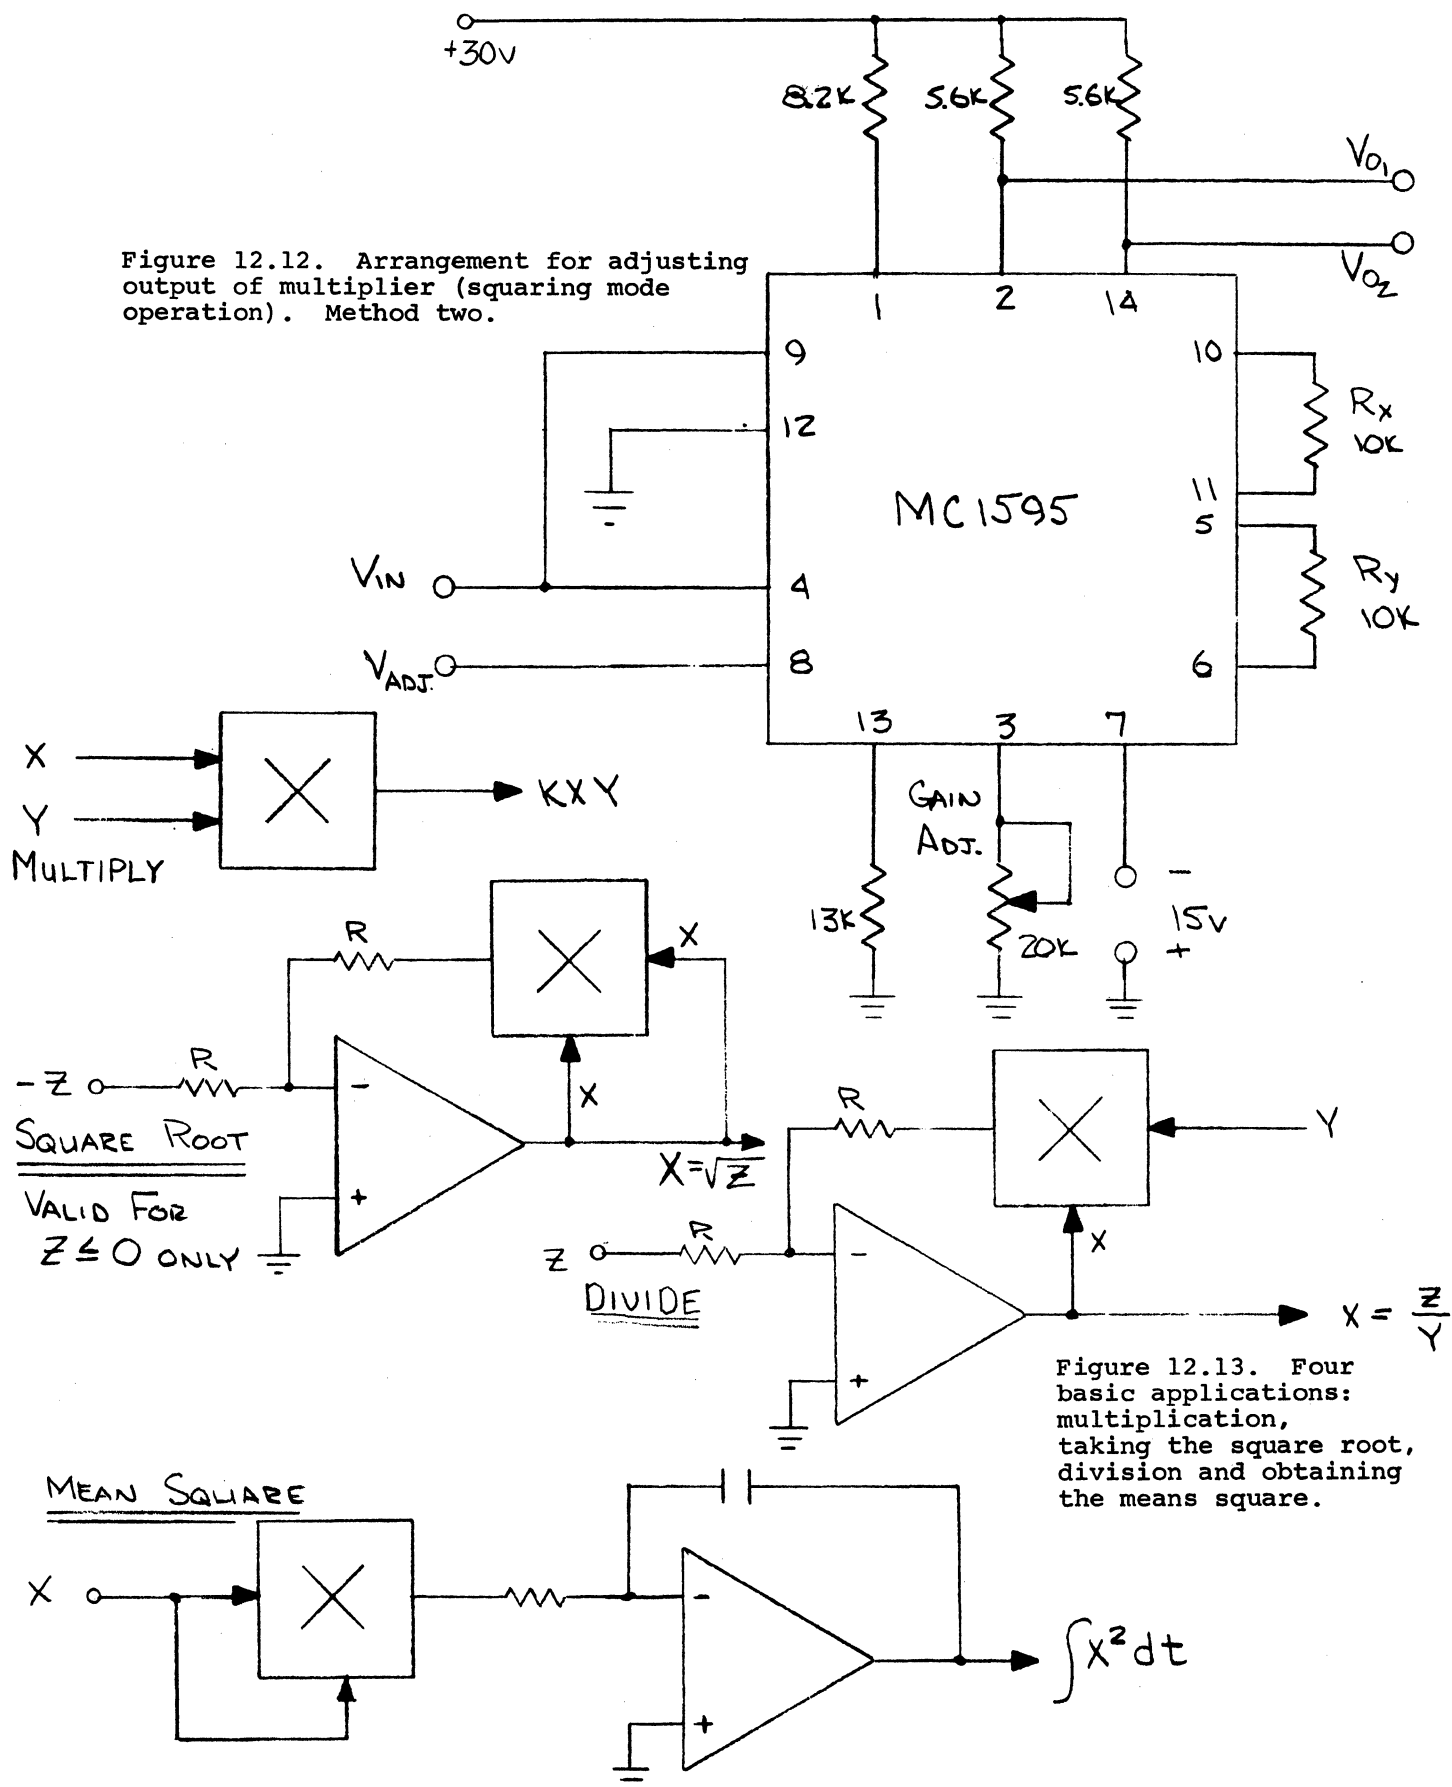 +30V
8.2K
5.6K
5.6K
VO1
VO2
Figure 12.12. Arrangement for adjusting
output of multiplier (squaring mode
operation). Method two.
1
2
14
9
12
4
8
10
11
5
6
MC1595
RX
10K
RY
10K
VIN
VADJ.
13
3
7
GAIN
ADJ.
13K
20K
-
15V
+
X
Y
KXY
MULTIPLY
R
X
-Z
R
-
X
+
X=√Z
SQUARE ROOT
VALID FOR
Z ≤ 0 ONLY
R
Y
Z
R
-
X
+
DIVIDE
X = Z/Y
Figure 12.13. Four
basic applications:
multiplication,
taking the square root,
division and obtaining
the means square.
MEAN SQUARE
X
-
+
∫X²dt